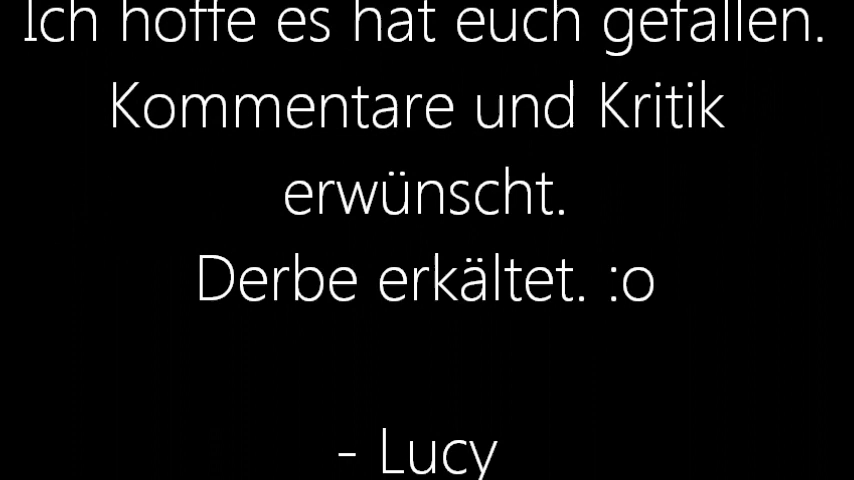 Ich hoffe es hat euch gefallen.
Kommentare und Kritik
erwünscht.
Derbe erkältet. :o
- Lucy